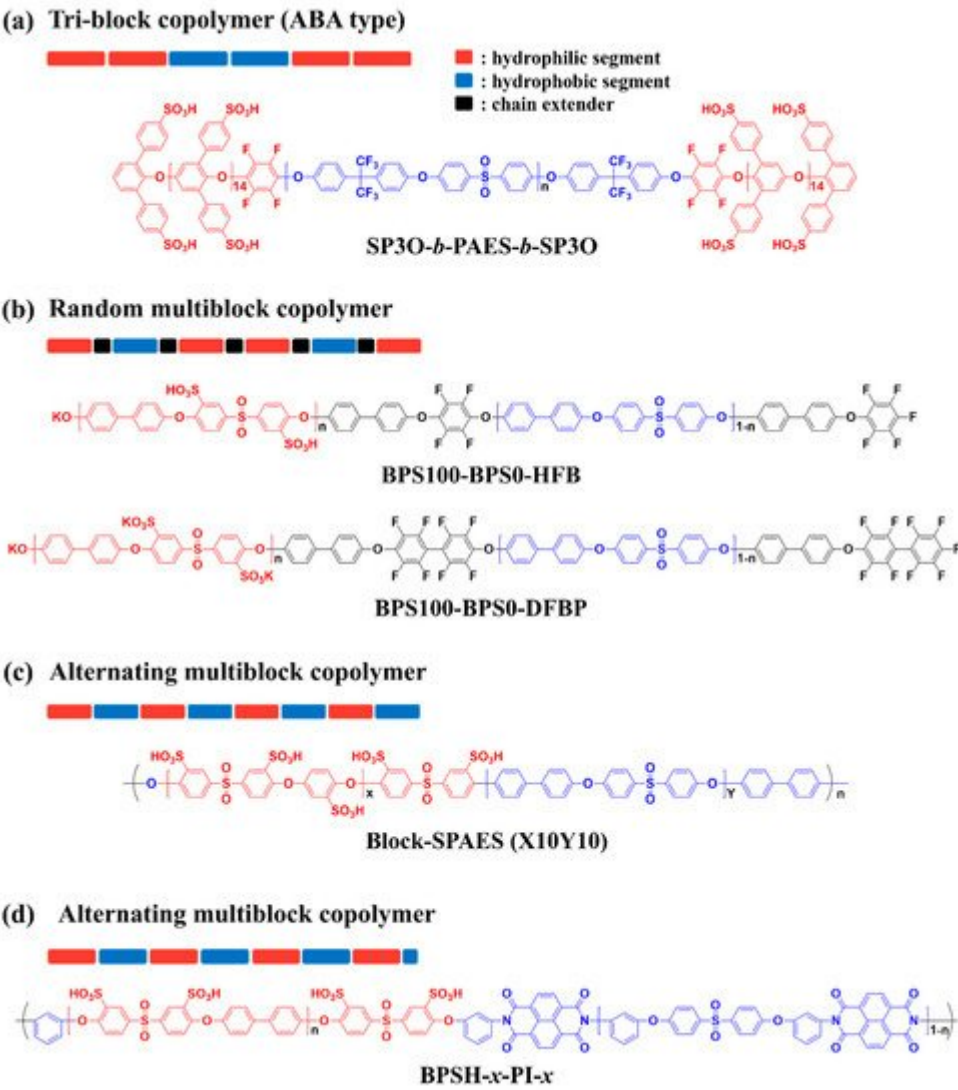 (a) Tri-block copolymer (ABA type)
: hydrophilic segment
: hydrophobic segment
: chain extender
SO₃H SO₃H HO₃S HO₃S
F F CF₃ O CF₃ F F
O O 14 O O S O n O O O 14
F F CF₃ O CF₃ F F
SO₃H SO₃H HO₃S HO₃S
SP3O-b-PAES-b-SP3O
(b) Random multiblock copolymer
HO₃S O F F O F F
KO O S O n O O O S O 1-n O F
O SO₃H F F O F F
BPS100-BPS0-HFB
KO₃S O F F F F O F F F F
KO O S O n O O O S O 1-n O F
O SO₃K F F F F O F F F F
BPS100-BPS0-DFBP
(c) Alternating multiblock copolymer
HO₃S O SO₃H HO₃S O SO₃H O
O S O O x S O S O Y n
O SO₃H O O
Block-SPAES (X10Y10)
(d) Alternating multiblock copolymer
HO₃S O SO₃H HO₃S O SO₃H O O O O O
O S O n O S O N N O S O N N 1-n
O O O O O O O
BPSH-x-PI-x